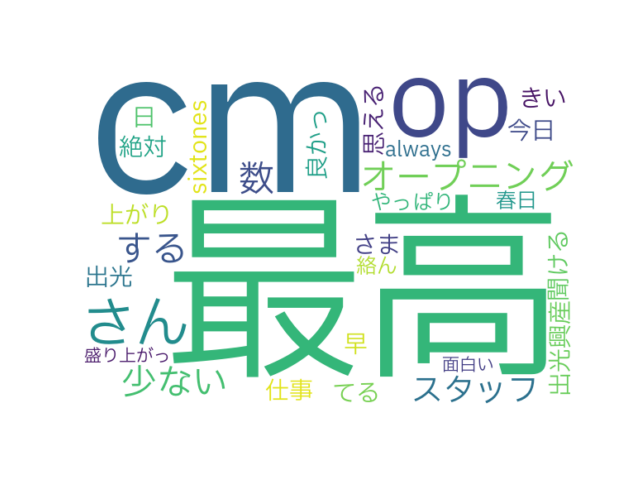 cm
op
最高
日
絶対
sixtones
数
良かっ
思える
always
きい
今日
オープニング
やっぱり
春日
上がり
する
さま
絡ん
出光
さん
盛り上がっ
少ない
仕事
早
てる
面白い
スタッフ
出光興産
聞ける